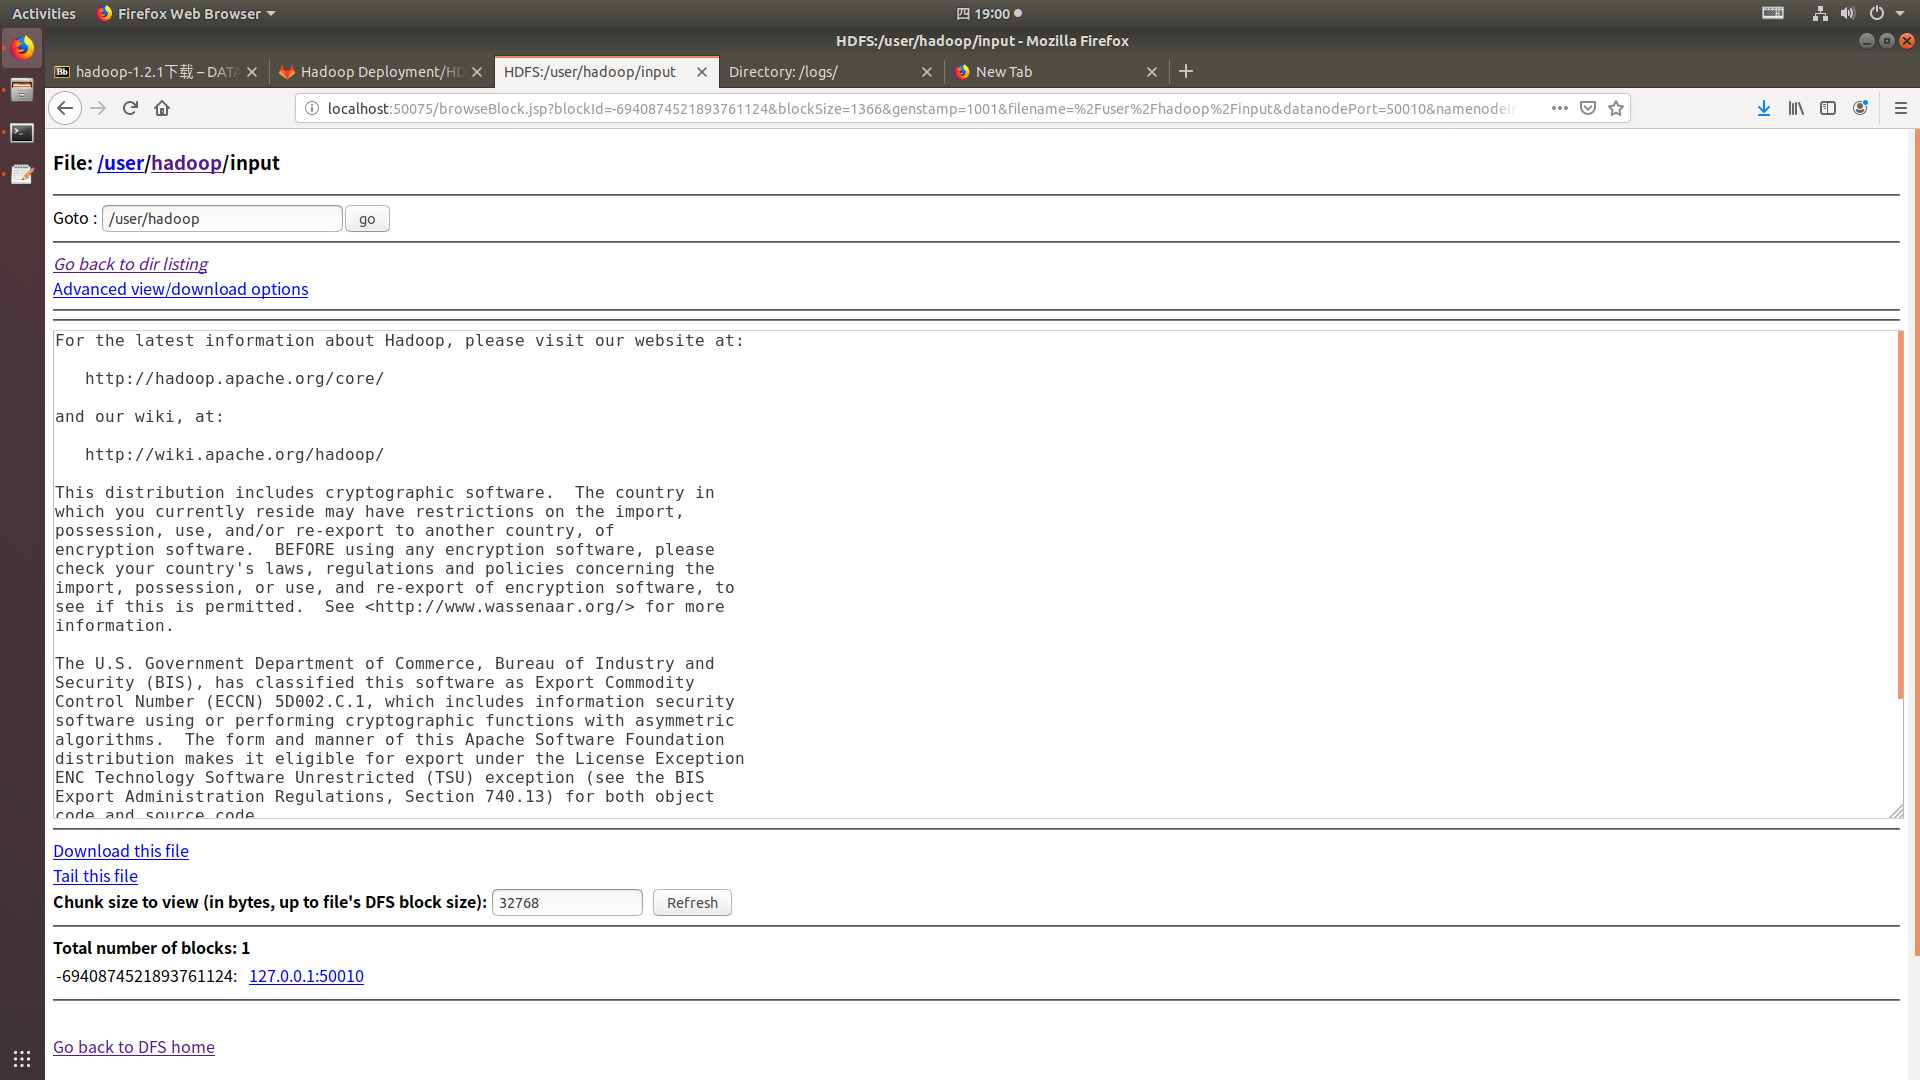 Activities Firefox Web Browser 四 19:00
HDFS:/user/hadoop/input - Mozilla Firefox
Bb hadoop-1.2.1下载 – DATA Hadoop Deployment/HD HDFS:/user/hadoop/input Directory: /logs/ New Tab
localhost:50075/browseBlock.jsp?blockId=-6940874521893761124&blockSize=1366&genstamp=1001&filename=%2Fuser%2Fhadoop%2Finput&datanodePort=50010&namenodeI
File: /user/hadoop/input
Goto : /user/hadoop go
Go back to dir listing
Advanced view/download options
For the latest information about Hadoop, please visit our website at:
http://hadoop.apache.org/core/
and our wiki, at:
http://wiki.apache.org/hadoop/
This distribution includes cryptographic software.  The country in
which you currently reside may have restrictions on the import,
possession, use, and/or re-export to another country, of
encryption software.  BEFORE using any encryption software, please
check your country's laws, regulations and policies concerning the
import, possession, or use, and re-export of encryption software, to
see if this is permitted.  See <http://www.wassenaar.org/> for more
information.
The U.S. Government Department of Commerce, Bureau of Industry and
Security (BIS), has classified this software as Export Commodity
Control Number (ECCN) 5D002.C.1, which includes information security
software using or performing cryptographic functions with asymmetric
algorithms.  The form and manner of this Apache Software Foundation
distribution makes it eligible for export under the License Exception
ENC Technology Software Unrestricted (TSU) exception (see the BIS
Export Administration Regulations, Section 740.13) for both object
code and source code.
Download this file
Tail this file
Chunk size to view (in bytes, up to file's DFS block size): 32768 Refresh
Total number of blocks: 1
-6940874521893761124: 127.0.0.1:50010
Go back to DFS home